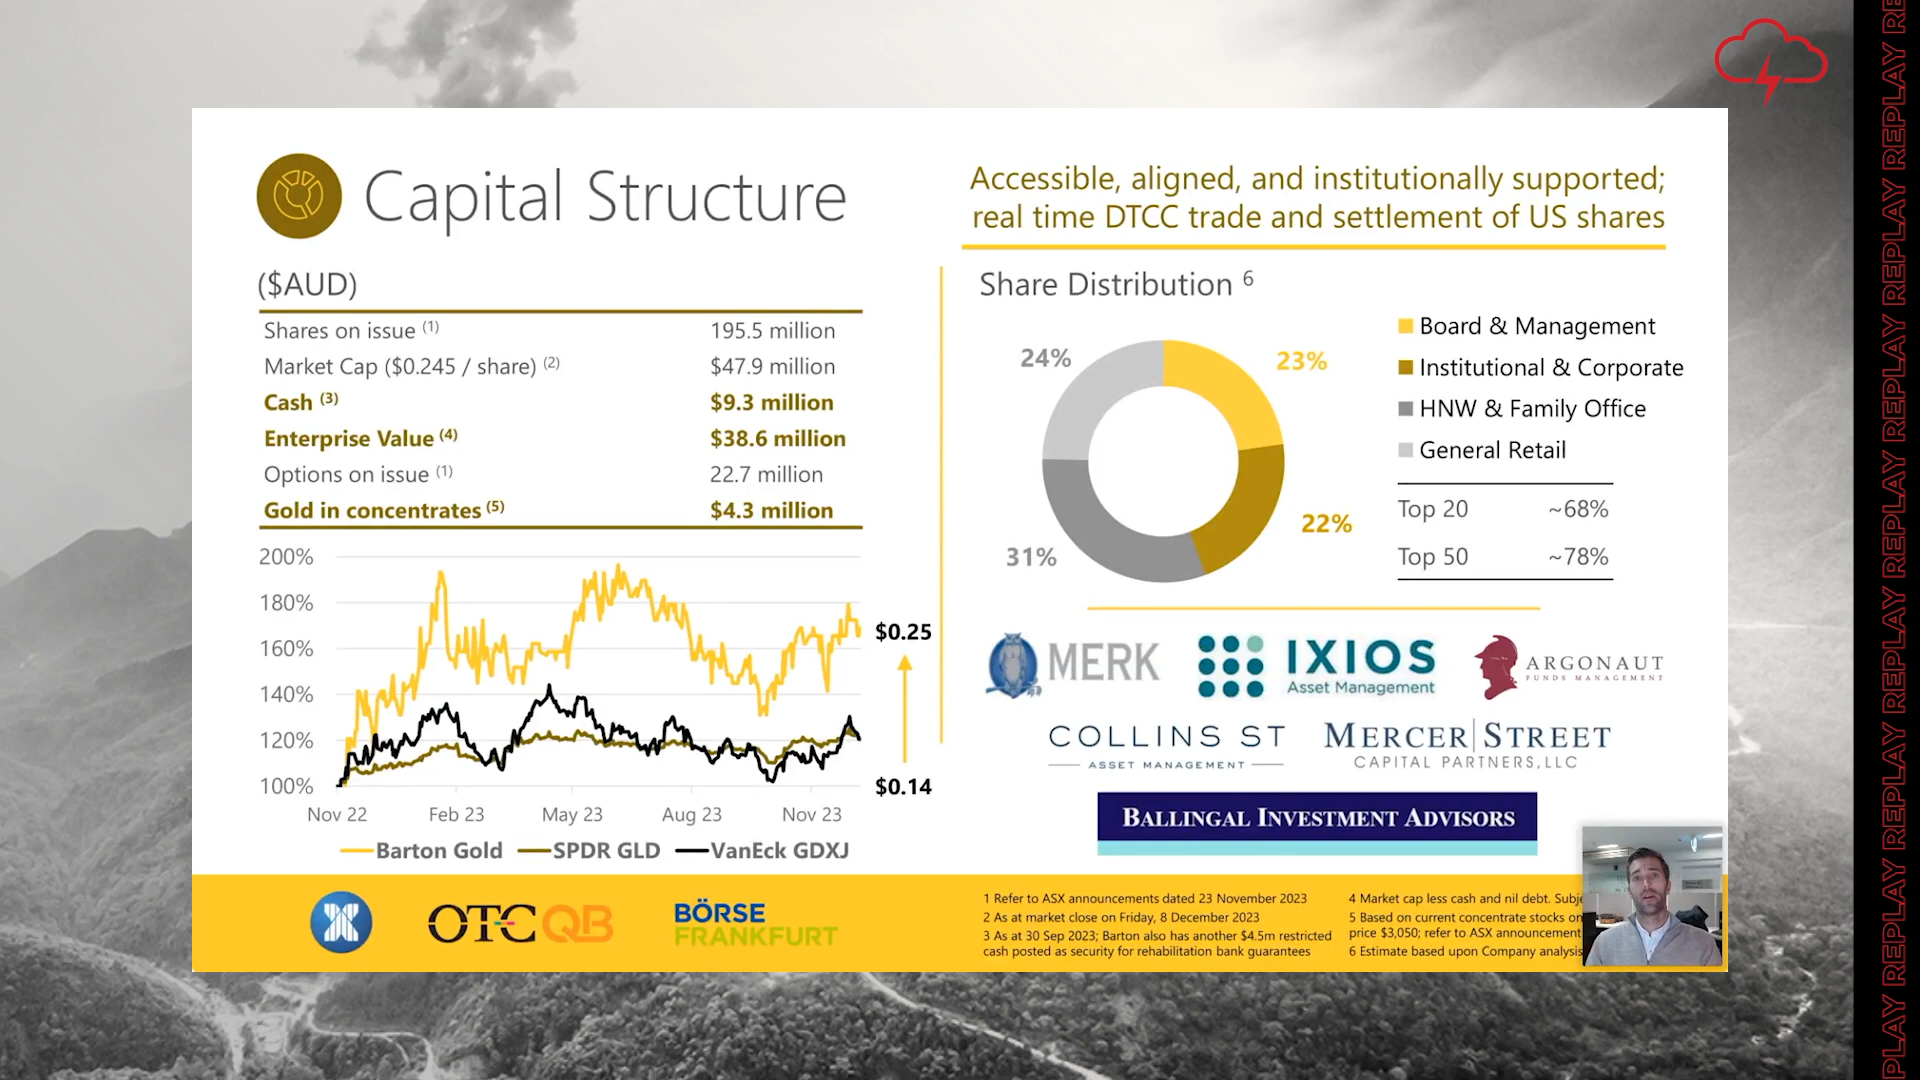 Capital Structure
Accessible, aligned, and institutionally supported;
real time DTCC trade and settlement of US shares
($AUD)
Shares on issue (1) 195.5 million
Market Cap ($0.245 / share) (2) $47.9 million
Cash (3) $9.3 million
Enterprise Value (4) $38.6 million
Options on issue (1) 22.7 million
Gold in concentrates (5) $4.3 million
200%
180%
160%
140%
120%
100%
Nov 22 Feb 23 May 23 Aug 23 Nov 23
$0.25
$0.14
Barton Gold SPDR GLD VanEck GDXJ
Share Distribution 6
24%
23%
22%
31%
Board & Management
Institutional & Corporate
HNW & Family Office
General Retail
Top 20 ~68%
Top 50 ~78%
MERK
IXIOS
Asset Management
ARGONAUT
FUNDS MANAGEMENT
COLLINS ST
ASSET MANAGEMENT
MERCER STREET
CAPITAL PARTNERS, LLC
BALLINGAL INVESTMENT ADVISORS
OTCQB
BÖRSE
FRANKFURT
1 Refer to ASX announcements dated 23 November 2023
2 As at market close on Friday, 8 December 2023
3 As at 30 Sep 2023; Barton also has another $4.5m restricted
cash posted as security for rehabilitation bank guarantees
4 Market cap less cash and nil debt.
5 Based on current concentrate stocks on
price $3,050; refer to ASX announcement
6 Estimate based upon Company analysis
REPLAY REPLAY REPLAY REPLAY REPLAY REPLAY REPLAY